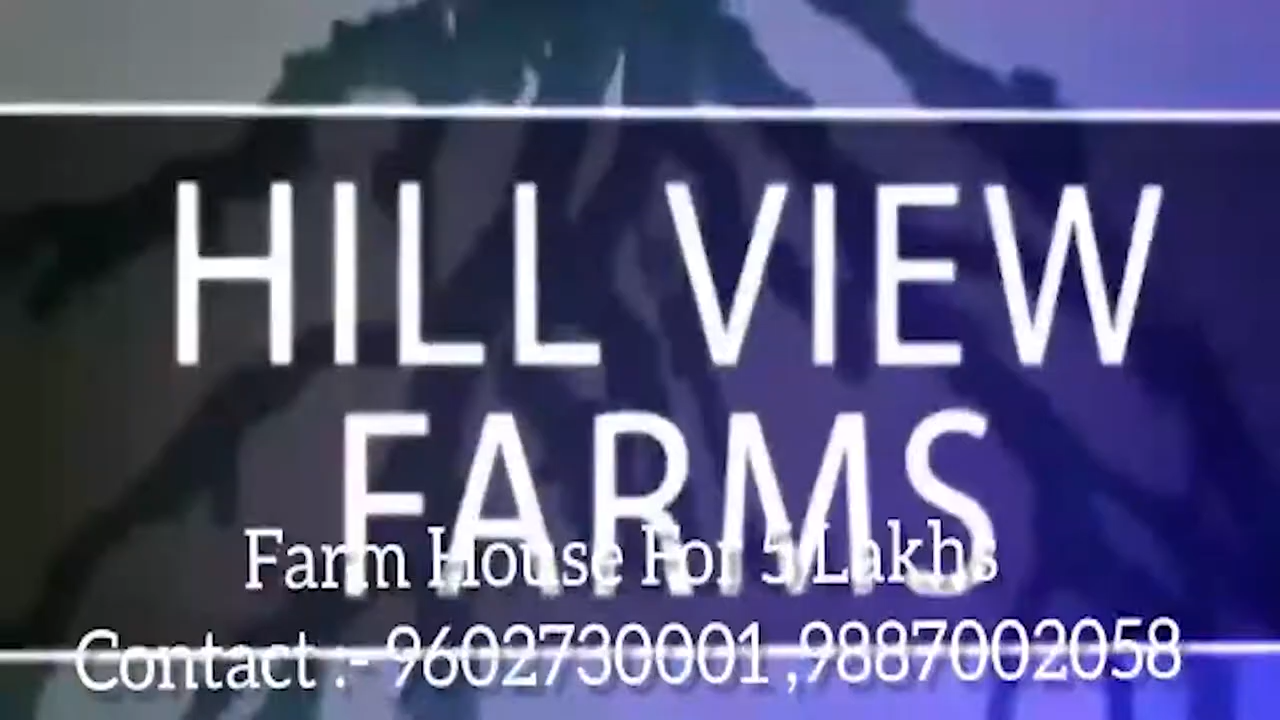 HILL VIEW
FARMS
Farm House For 5 Lakhs
Contact :- 9602730001 ,9887002058